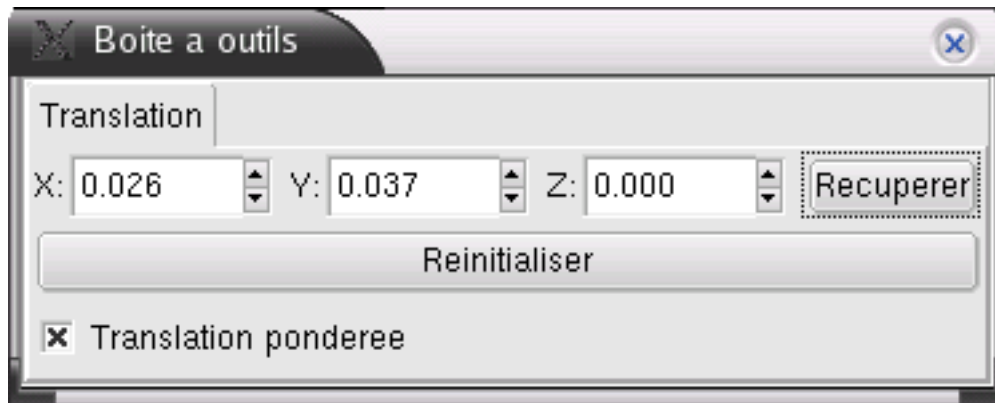 Boite a outils
Translation
X: 0.026 Y: 0.037 Z: 0.000 Recuperer
Reinitialiser
Translation ponderee